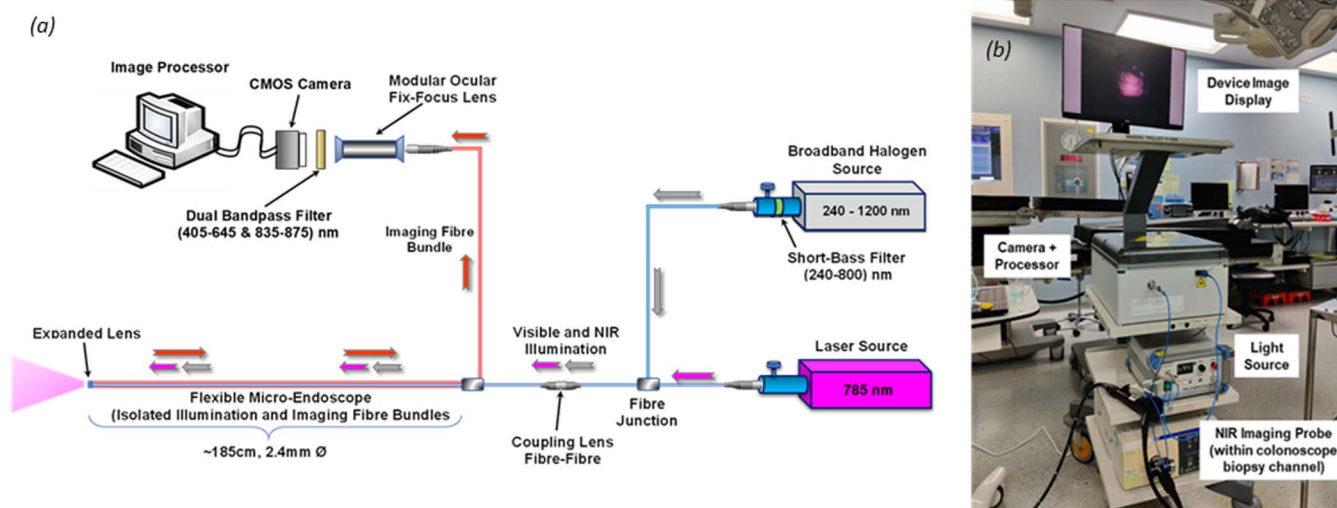 (a)
Image Processor
CMOS Camera
Modular Ocular
Fix-Focus Lens
Dual Bandpass Filter
(405-645 & 835-875) nm
Imaging Fibre
Bundle
Broadband Halogen
Source
240 - 1200 nm
Short-Bass Filter
(240-800) nm
Expanded Lens
Visible and NIR
Illumination
Laser Source
785 nm
Flexible Micro-Endoscope
(Isolated Illumination and Imaging Fibre Bundles
~185cm, 2.4mm Ø
Coupling Lens
Fibre-Fibre
Fibre
Junction
(b)
Device Image
Display
Camera +
Processor
Light
Source
NIR Imaging Probe
(within colonoscope
biopsy channel)